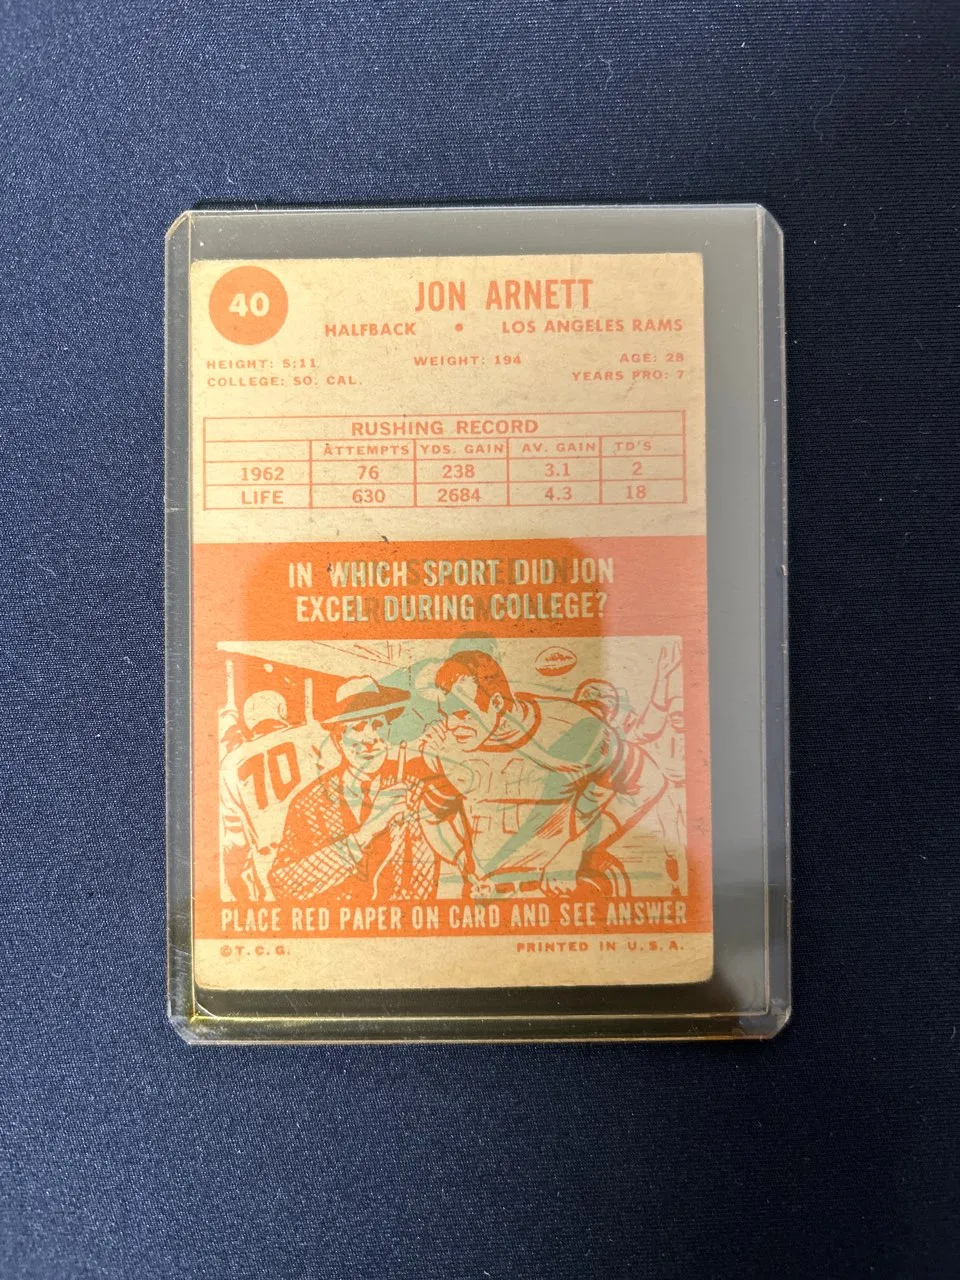 40
JON ARNETT
HALFBACK • LOS ANGELES RAMS
HEIGHT: 5;11 WEIGHT: 194 AGE: 28
COLLEGE: SO. CAL. YEARS PRO: 7
RUSHING RECORD
ATTEMPTS YDS. GAIN AV. GAIN TD'S
1962 76 238 3.1 2
LIFE 630 2684 4.3 18
IN WHICH SPORT DID JON
EXCEL DURING COLLEGE?
70
PLACE RED PAPER ON CARD AND SEE ANSWER
©T.C.G. PRINTED IN U.S.A.